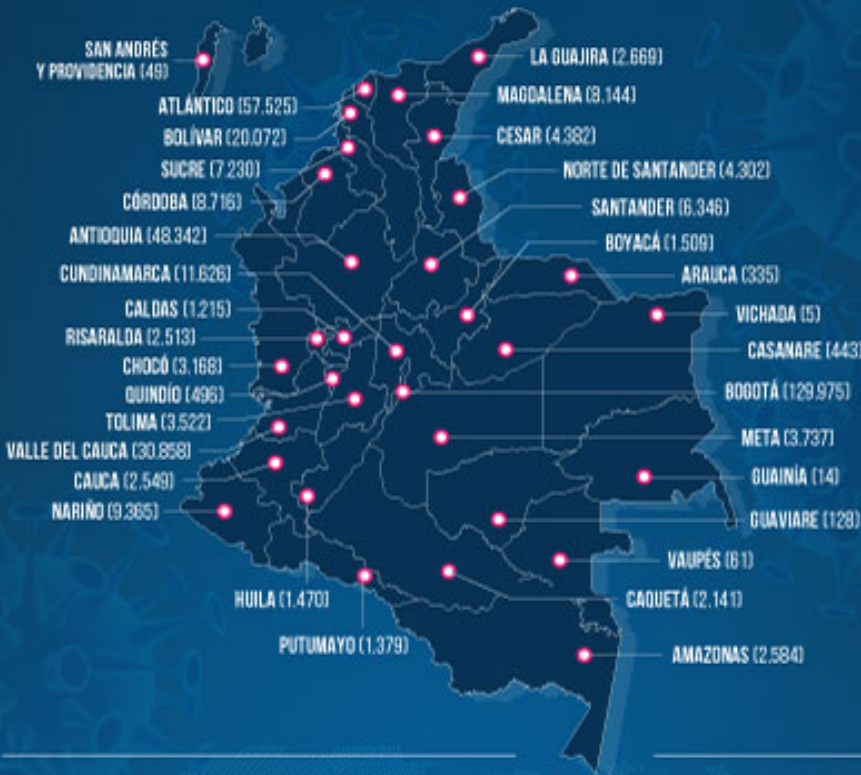 SAN ANDRÉS
Y PROVIDENCIA (49)
ATLÁNTICO (57.525)
BOLÍVAR (20.072)
SUCRE (7.230)
CÓRDOBA (8.716)
ANTIOQUIA (48.342)
CUNDINAMARCA (11.626)
CALDAS (1.215)
RISARALDA (2.513)
CHOCÓ (3.168)
QUINDÍO (496)
TOLIMA (3.522)
VALLE DEL CAUCA (30.858)
CAUCA (2.549)
NARIÑO (9.365)
HUILA (1.470)
PUTUMAYO (1.379)
LA GUAJIRA (2.669)
MAGDALENA (8.144)
CESAR (4.382)
NORTE DE SANTANDER (4.302)
SANTANDER (6.346)
BOYACÁ (1.509)
ARAUCA (335)
VICHADA (5)
CASANARE (443)
BOGOTÁ (129.975)
META (3.737)
GUAINÍA (14)
GUAVIARE (128)
VAUPÉS (61)
CAQUETÁ (2.141)
AMAZONAS (2.584)